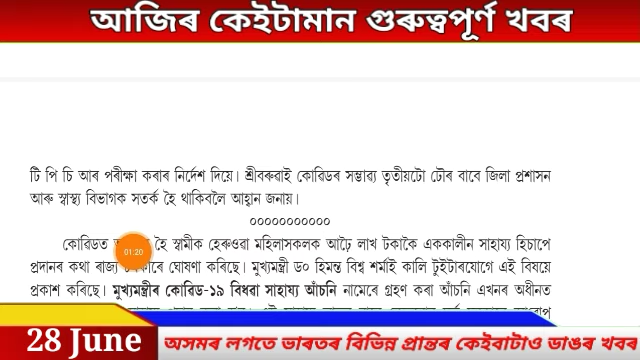 আজিৰ কেইটামান গুৰুত্বপূৰ্ণ খবৰ
টি পি চি আৰ পৰীক্ষা কৰাৰ নিৰ্দেশ দিয়ে। শ্ৰীবৰুৱাই কোৱিডৰ সম্ভাৱ্য তৃতীয়টো ঢৌৰ বাবে জিলা প্ৰশাসন
আৰু স্বাস্থ্য বিভাগক সতৰ্ক হৈ থাকিবলৈ আহ্বান জনায়।
০০০০০০০০০০০
কোৱিডত হৈ স্বামীক হেৰুওৱা মহিলাসকলক আঢ়ৈ লাখ টকাকৈ এককালীন সাহায্য হিচাপে
প্ৰদানৰ কথা ৰাজ্য ঘোষণা কৰিছে। মুখ্যমন্ত্ৰী ড০ হিমন্ত বিশ্ব শৰ্মাই কালি টুইটাৰযোগে এই বিষয়ে
প্ৰকাশ কৰিছে। মুখ্যমন্ত্ৰীৰ কোৱিড-১৯ বিধৱা সাহায্য আঁচনি নামেৰে গ্ৰহণ কৰা আঁচনি এখনৰ অধীনত
01:20
28 June
অসমৰ লগতে ভাৰতৰ বিভিন্ন প্ৰান্তৰ কেইবাটাও ডাঙৰ খবৰ